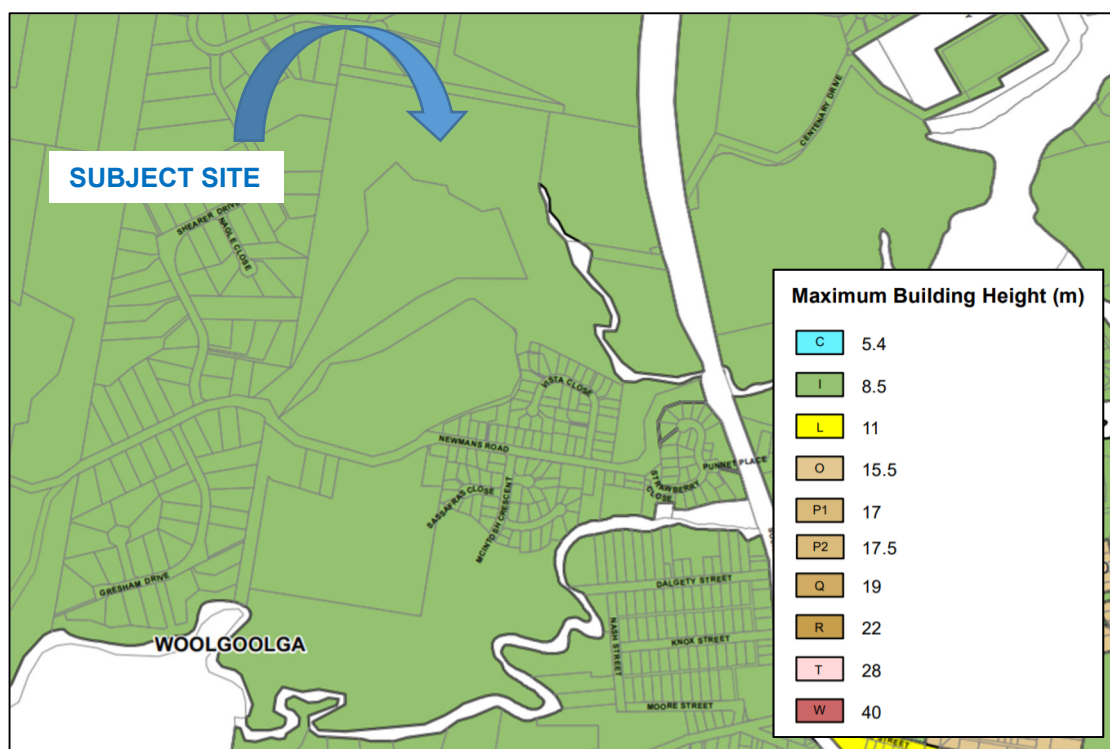 CENTENARY DRIVE
SUBJECT SITE
SHEARER DRIVE
NAGLE CLOSE
VISTA CLOSE
NEWMANS ROAD
PUNNET PLACE
STRAWBERRY
CLOSE
SASSAFRAS CLOSE
MCINTOSH CRESCENT
GRESHAM DRIVE
DALGETY STREET
NASH STREET
KNOX STREET
WOOLGOOLGA
MOORE STREET
STREET
Maximum Building Height (m)
C 5.4
I 8.5
L 11
O 15.5
P1 17
P2 17.5
Q 19
R 22
T 28
W 40